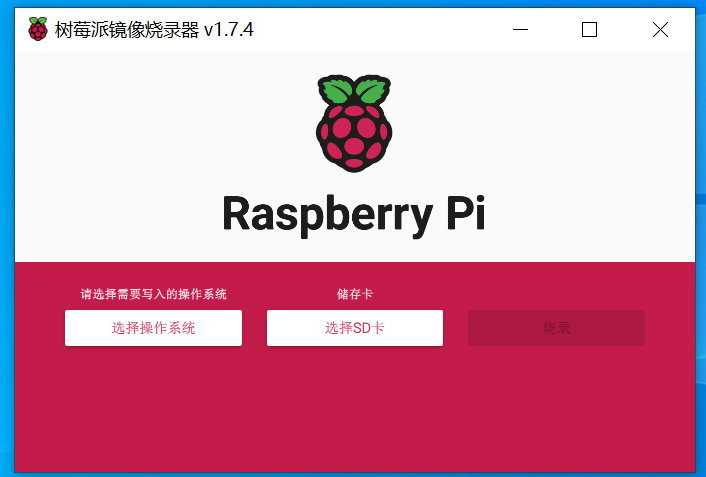 树莓派镜像烧录器 v1.7.4
Raspberry Pi
请选择需要写入的操作系统
储存卡
选择操作系统
选择SD卡
烧录